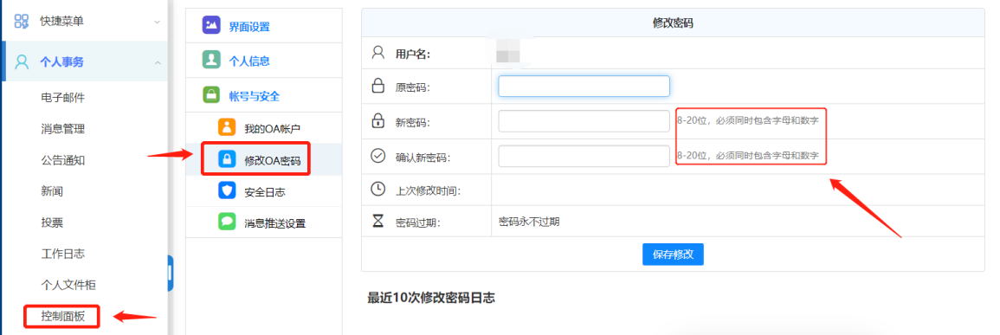 快捷菜单
个人事务
电子邮件
消息管理
公告通知
新闻
投票
工作日志
个人文件柜
控制面板
界面设置
个人信息
帐号与安全
我的OA帐户
修改OA密码
安全日志
消息推送设置
修改密码
用户名：
原密码：
新密码： 8-20位，必须同时包含字母和数字
确认新密码： 8-20位，必须同时包含字母和数字
上次修改时间：
密码过期： 密码永不过期
保存修改
最近10次修改密码日志